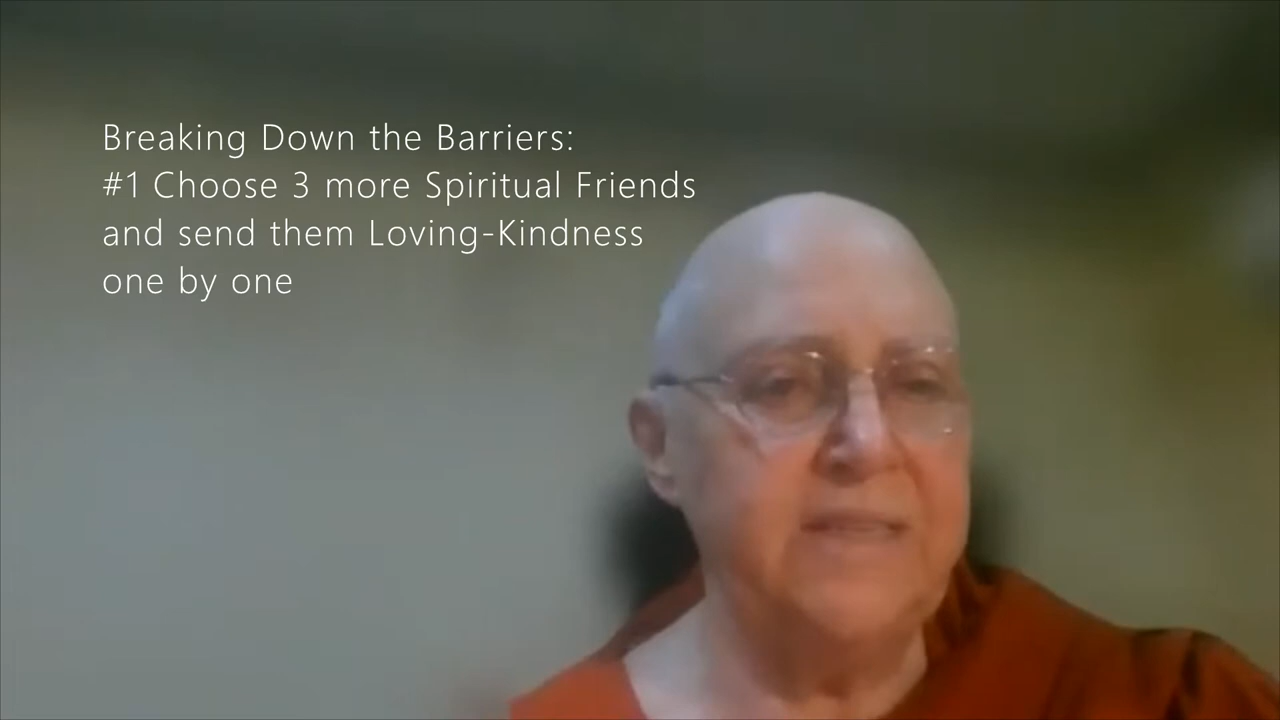 Breaking Down the Barriers:
#1 Choose 3 more Spiritual Friends
and send them Loving-Kindness
one by one